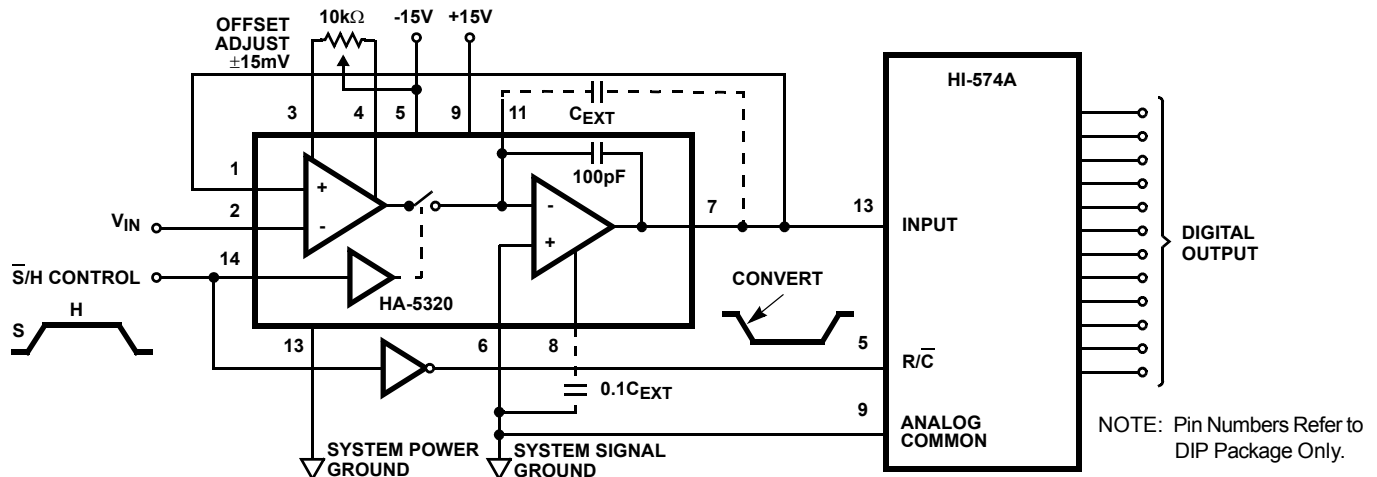 OFFSET
ADJUST
±15mV
10kΩ
-15V
+15V
3
4
5
9
11
CEXT
100pF
1
2
VIN
14
S̅/H CONTROL
H
S
+
-
HA-5320
-
+
7
13
6
8
0.1CEXT
SYSTEM POWER
GROUND
SYSTEM SIGNAL
GROUND
CONVERT
HI-574A
13
INPUT
5
R/C̅
9
ANALOG
COMMON
DIGITAL
OUTPUT
NOTE: Pin Numbers Refer to
DIP Package Only.